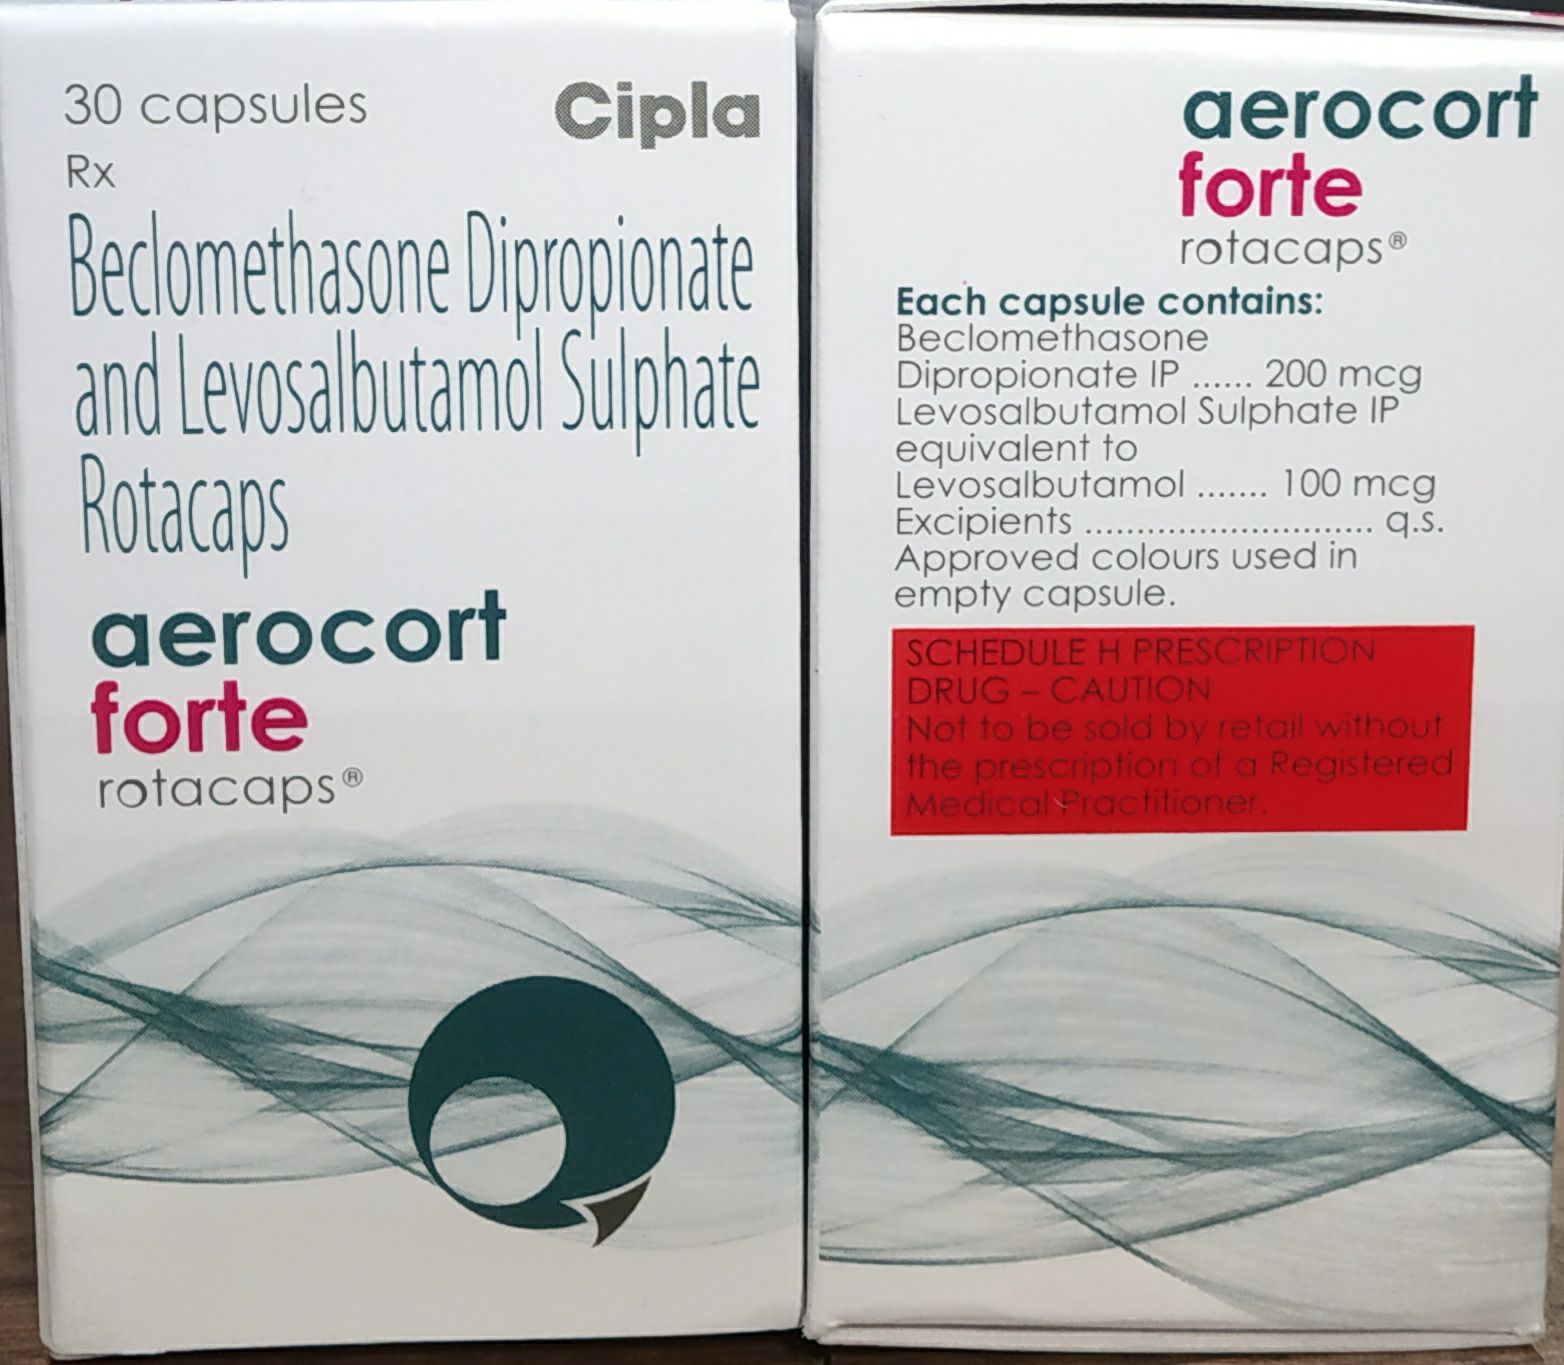 30 capsules
Cipla
Rx
Beclomethasone Dipropionate
and Levosalbutamol Sulphate
Rotacaps
aerocort
forte
rotacaps®
aerocort
forte
rotacaps®
Each capsule contains:
Beclomethasone
Dipropionate IP ...... 200 mcg
Levosalbutamol Sulphate IP
equivalent to
Levosalbutamol ....... 100 mcg
Excipients ............................ q.s.
Approved colours used in
empty capsule.
SCHEDULE H PRESCRIPTION
DRUG – CAUTION
Not to be sold by retail without
the prescription of a Registered
Medical Practitioner.